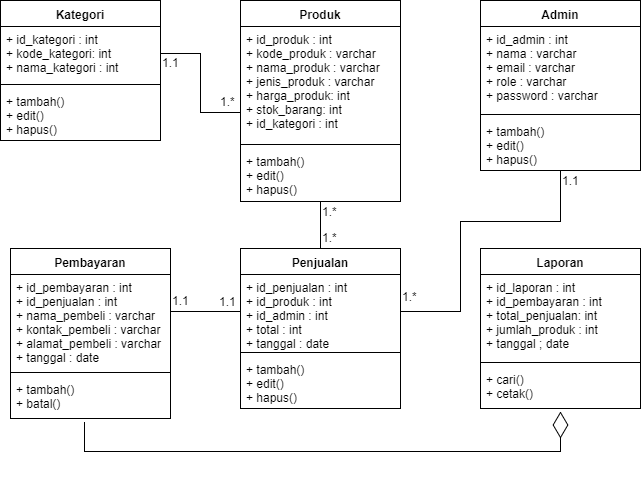 Kategori
+ id_kategori : int
+ kode_kategori: int
+ nama_kategori : int
+ tambah()
+ edit()
+ hapus()
1.1
1.*
Produk
+ id_produk : int
+ kode_produk : varchar
+ nama_produk : varchar
+ jenis_produk : varchar
+ harga_produk: int
+ stok_barang: int
+ id_kategori : int
+ tambah()
+ edit()
+ hapus()
1.*
1.*
Admin
+ id_admin : int
+ nama : varchar
+ email : varchar
+ role : varchar
+ password : varchar
+ tambah()
+ edit()
+ hapus()
1.1
1.*
Pembayaran
+ id_pembayaran : int
+ id_penjualan : int
+ nama_pembeli : varchar
+ kontak_pembeli : varchar
+ alamat_pembeli : varchar
+ tanggal : date
+ tambah()
+ batal()
1.1
1.1
Penjualan
+ id_penjualan : int
+ id_produk : int
+ id_admin : int
+ total : int
+ tanggal : date
+ tambah()
+ edit()
+ hapus()
Laporan
+ id_laporan : int
+ id_pembayaran : int
+ total_penjualan: int
+ jumlah_produk : int
+ tanggal ; date
+ cari()
+ cetak()